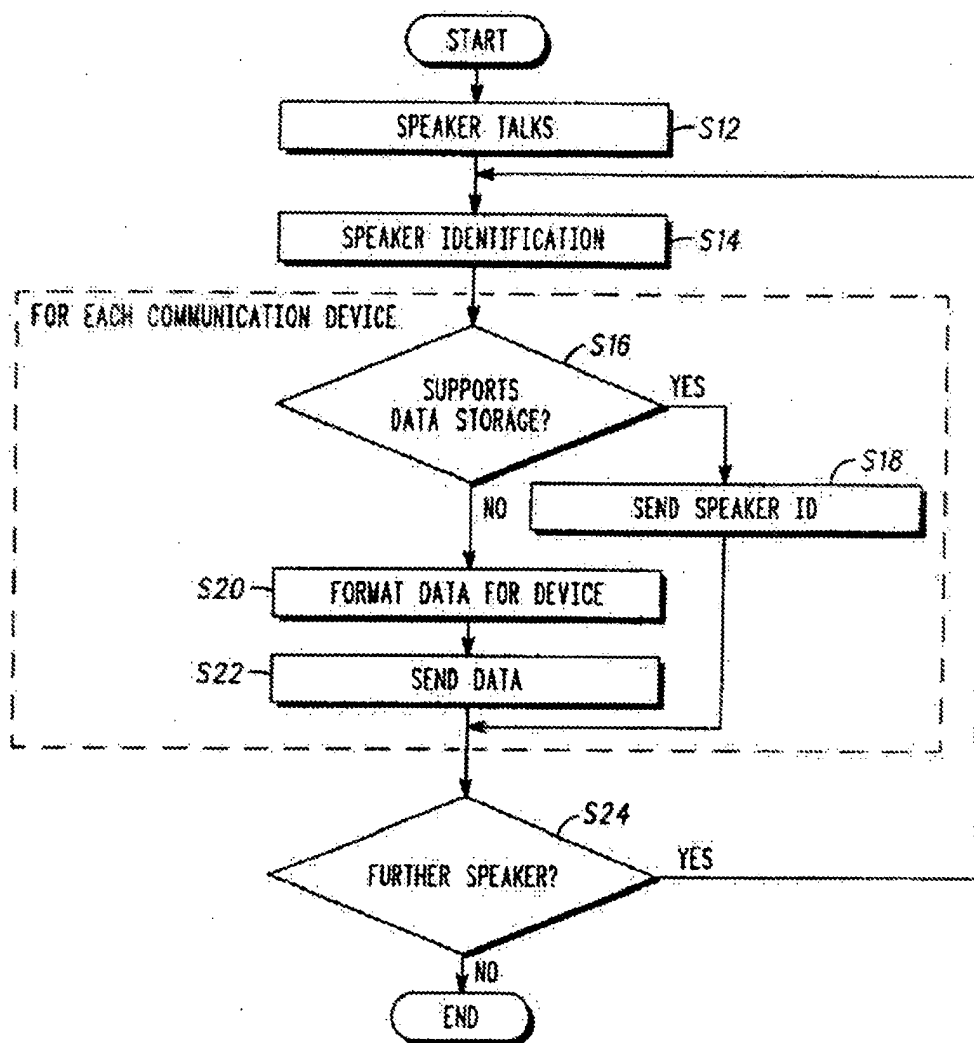 START
SPEAKER TALKS
S12
SPEAKER IDENTIFICATION
S14
FOR EACH COMMUNICATION DEVICE
S16
SUPPORTS
DATA STORAGE?
YES
S18
NO
SEND SPEAKER ID
S20
FORMAT DATA FOR DEVICE
S22
SEND DATA
S24
FURTHER SPEAKER?
YES
NO
END